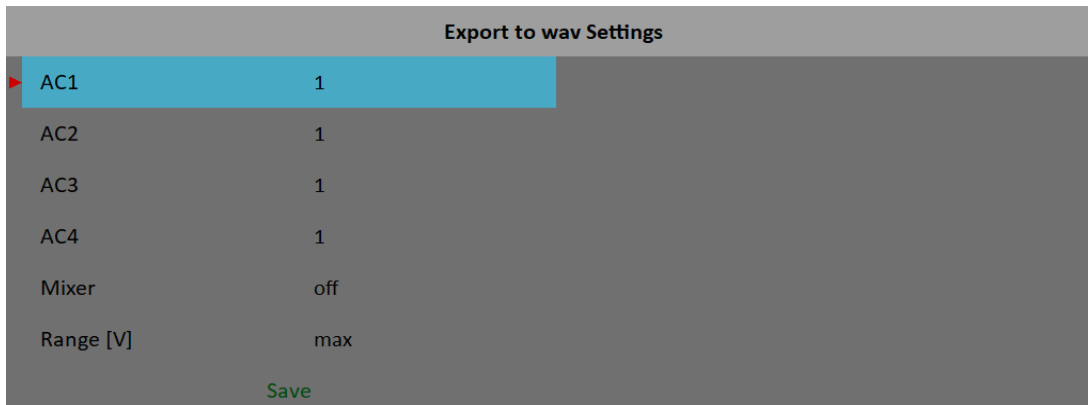 Export to wav Settings
AC1 1
AC2 1
AC3 1
AC4 1
Mixer off
Range [V] max
Save